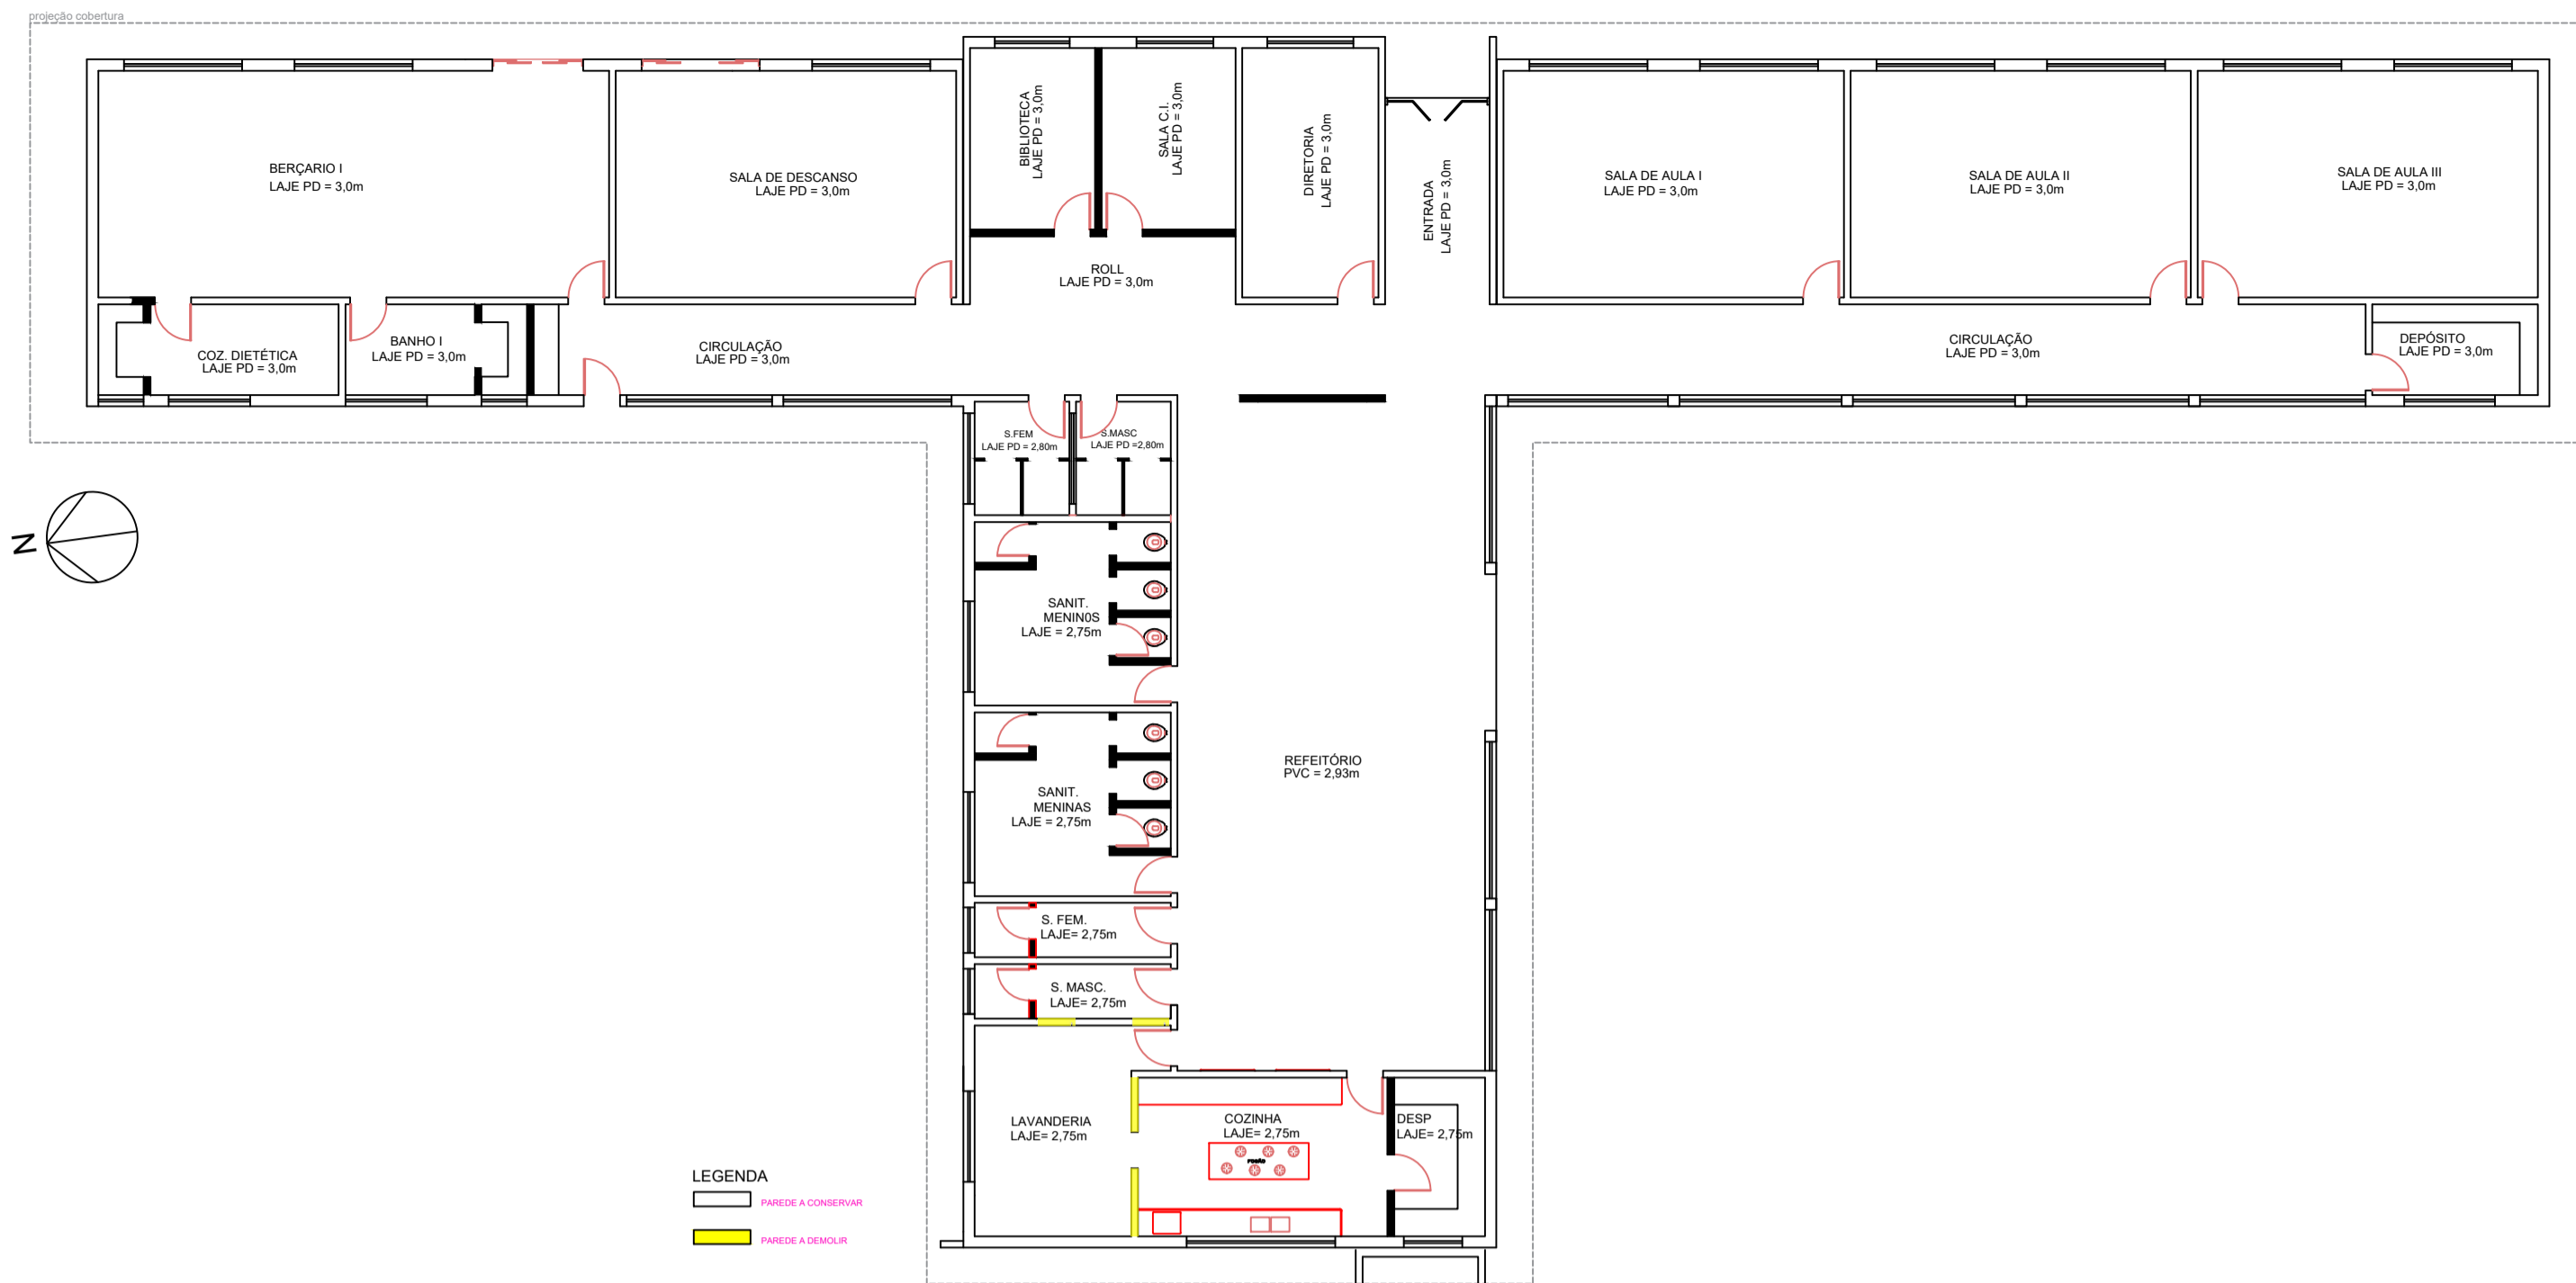 projeção cobertura
BERÇARIO I
LAJE PD = 3,0m
SALA DE DESCANSO
LAJE PD = 3,0m
BIBLIOTECA
LAJE PD = 3,0m
SALA C.I.
LAJE PD = 3,0m
DIRETORIA
LAJE PD = 3,0m
ENTRADA
LAJE PD = 3,0m
SALA DE AULA I
LAJE PD = 3,0m
SALA DE AULA II
LAJE PD = 3,0m
SALA DE AULA III
LAJE PD = 3,0m
ROLL
LAJE PD = 3,0m
COZ. DIETÉTICA
LAJE PD = 3,0m
BANHO I
LAJE PD = 3,0m
CIRCULAÇÃO
LAJE PD = 3,0m
CIRCULAÇÃO
LAJE PD = 3,0m
DEPÓSITO
LAJE PD = 3,0m
S.FEM
LAJE PD = 2,80m
S.MASC
LAJE PD =2,80m
N
SANIT.
MENIN0S
LAJE = 2,75m
SANIT.
MENINAS
LAJE = 2,75m
REFEITÓRIO
PVC = 2,93m
S. FEM.
LAJE= 2,75m
S. MASC.
LAJE= 2,75m
LAVANDERIA
LAJE= 2,75m
COZINHA
LAJE= 2,75m
FOGÃO
DESP
LAJE= 2,75m
LEGENDA
PAREDE A CONSERVAR
PAREDE A DEMOLIR